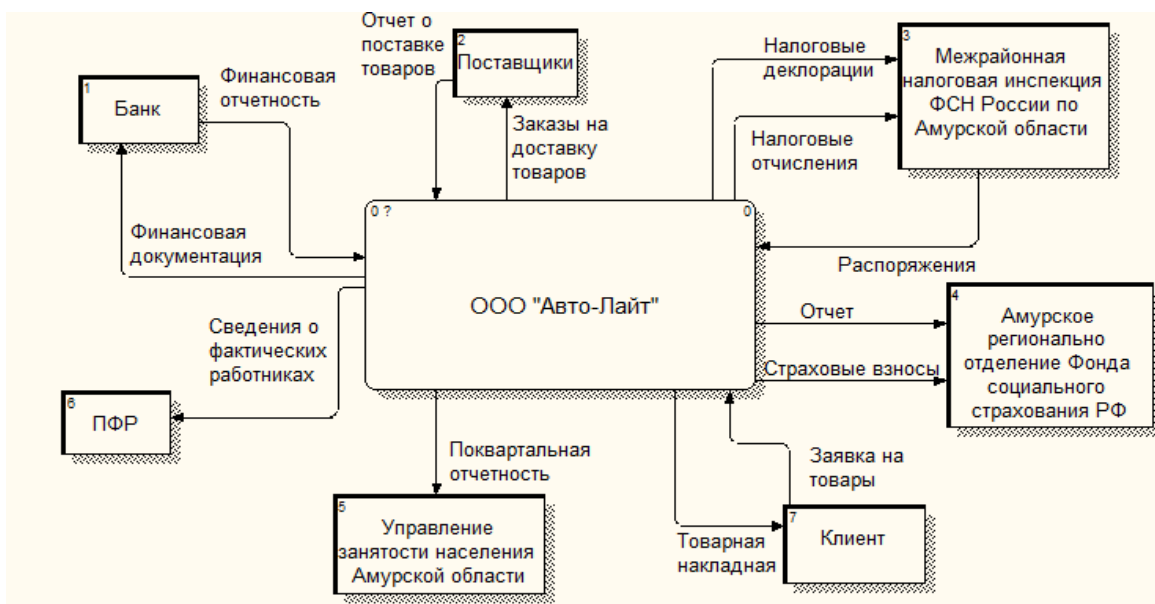 Отчет о
поставке
товаров
2
Поставщики
Налоговые
деклорации
3
Межрайонная
налоговая инспекция
ФСН России по
Амурской области
Финансовая
отчетность
1
Банк
Заказы на
доставку
товаров
Налоговые
отчисления
Финансовая
документация
0 ?
0
ООО "Авто-Лайт"
Распоряжения
Отчет
Страховые взносы
4
Амурское
регионально
отделение Фонда
социального
страхования РФ
Сведения о
фактических
работниках
6
ПФР
Поквартальная
отчетность
5
Управление
занятости населения
Амурской области
Товарная
накладная
Заявка на
товары
7
Клиент